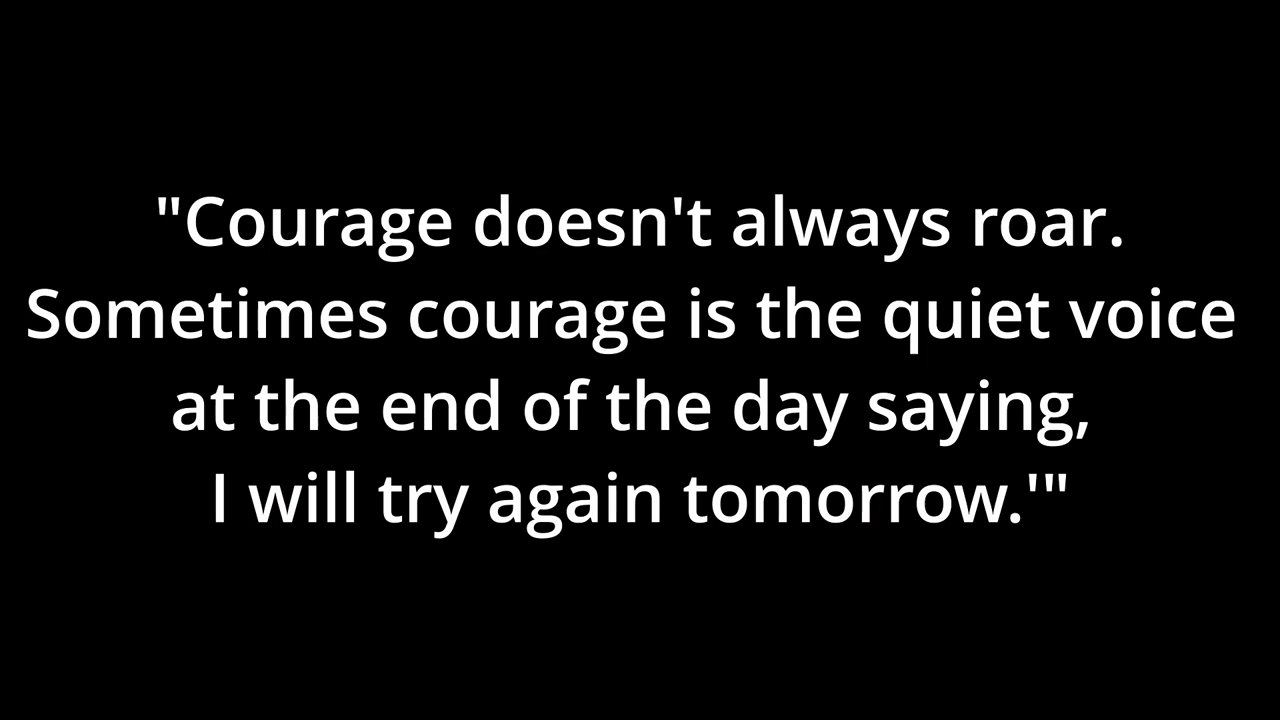 "Courage doesn't always roar.
Sometimes courage is the quiet voice
at the end of the day saying,
I will try again tomorrow.'"